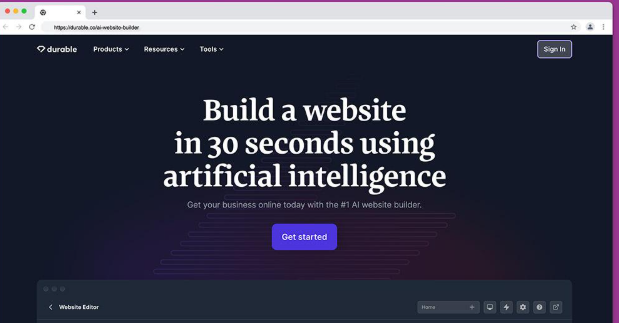 https://durable.co/ai-website-builder
durable
Products
Resources
Tools
Sign In
Build a website
in 30 seconds using
artificial intelligence
Get your business online today with the #1 AI website builder.
Get started
Website Editor
Home